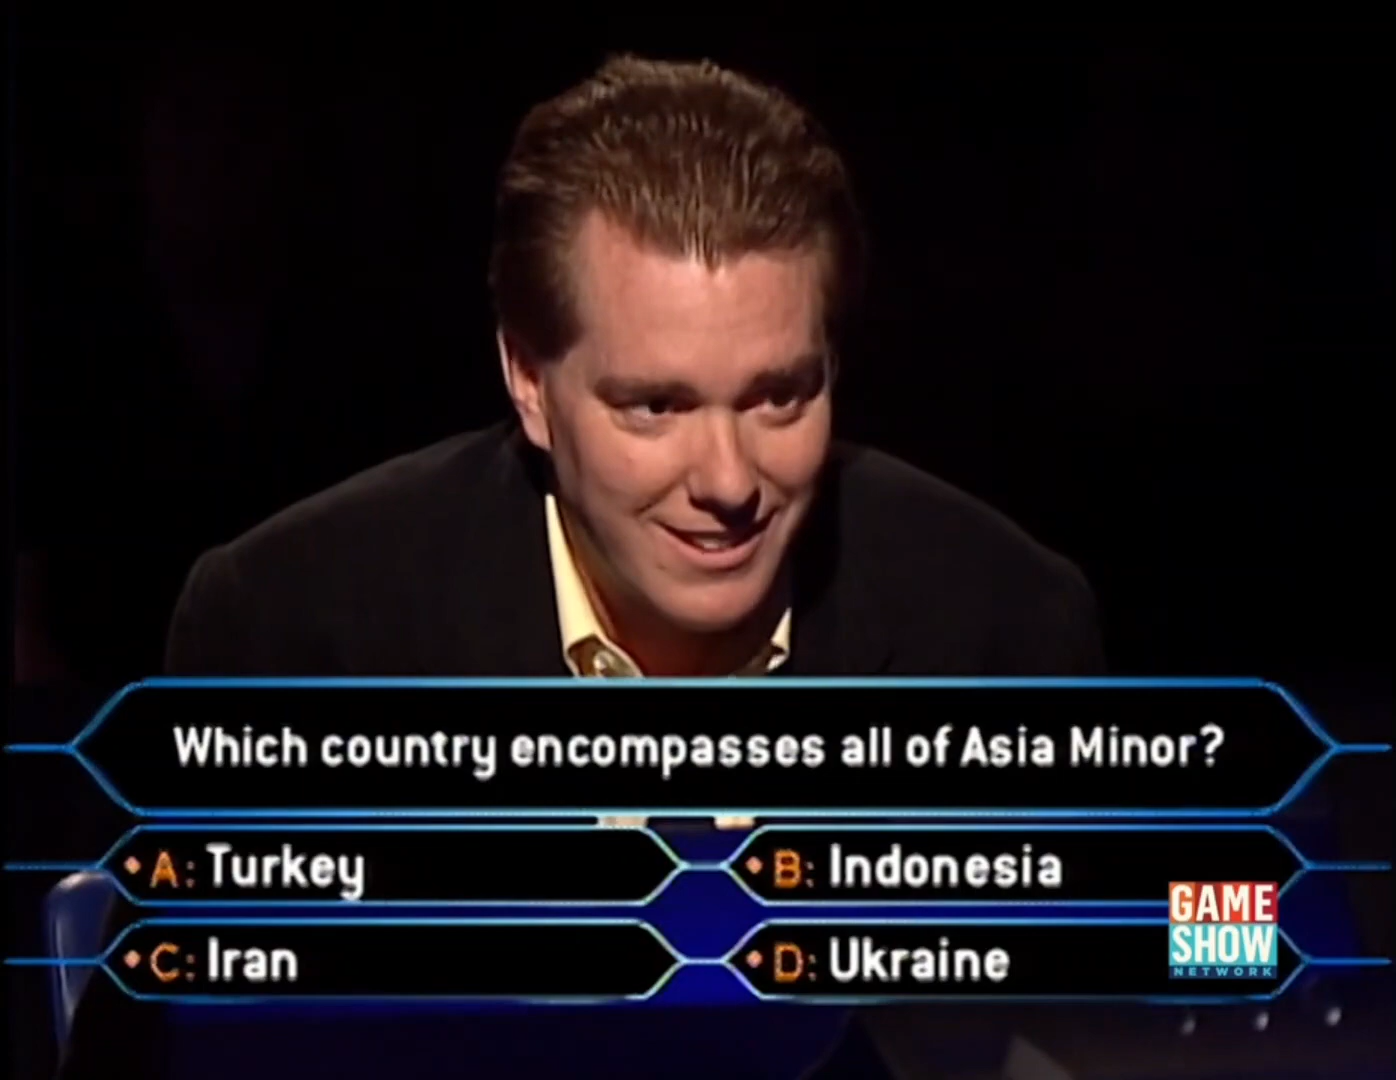 Which country encompasses all of Asia Minor?
A: Turkey
B: Indonesia
C: Iran
D: Ukraine
GAME
SHOW
NETWORK